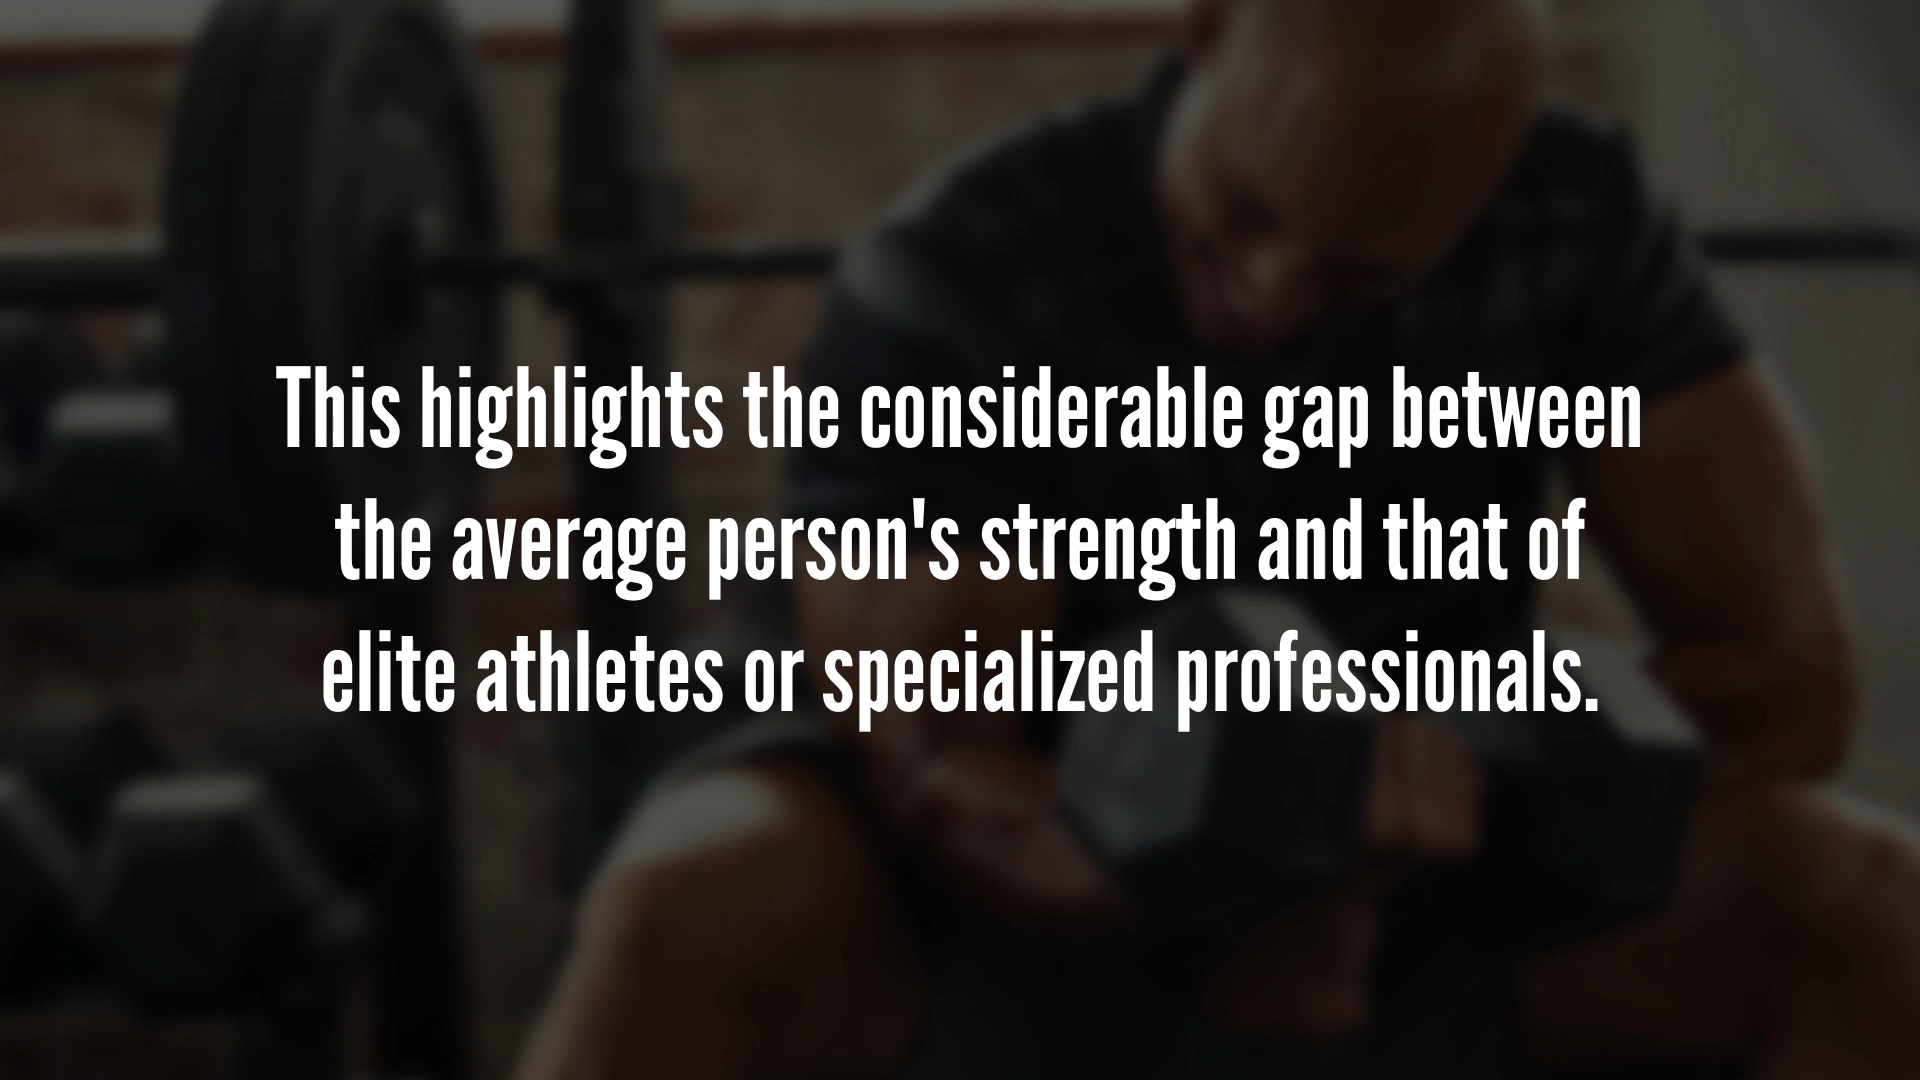 This highlights the considerable gap between
the average person's strength and that of
elite athletes or specialized professionals.